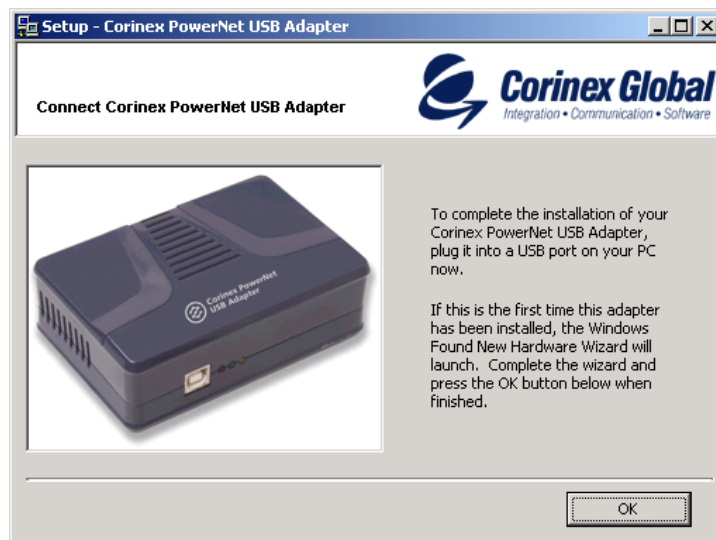 Setup - Corinex PowerNet USB Adapter
Connect Corinex PowerNet USB Adapter
Corinex Global
Integration • Communication • Software
Corinex PowerNet
USB Adapter
To complete the installation of your
Corinex PowerNet USB Adapter,
plug it into a USB port on your PC
now.
If this is the first time this adapter
has been installed, the Windows
Found New Hardware Wizard will
launch.  Complete the wizard and
press the OK button below when
finished.
OK